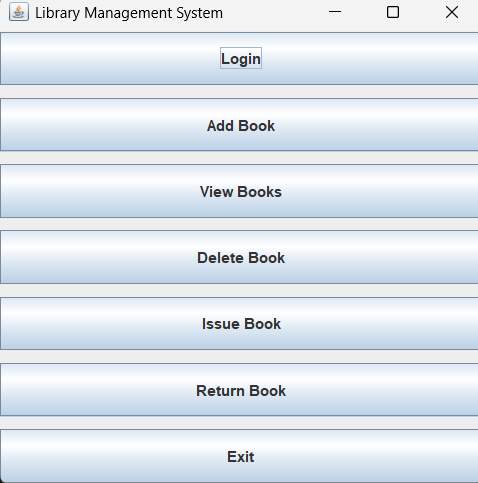 Library Management System
Login
Add Book
View Books
Delete Book
Issue Book
Return Book
Exit